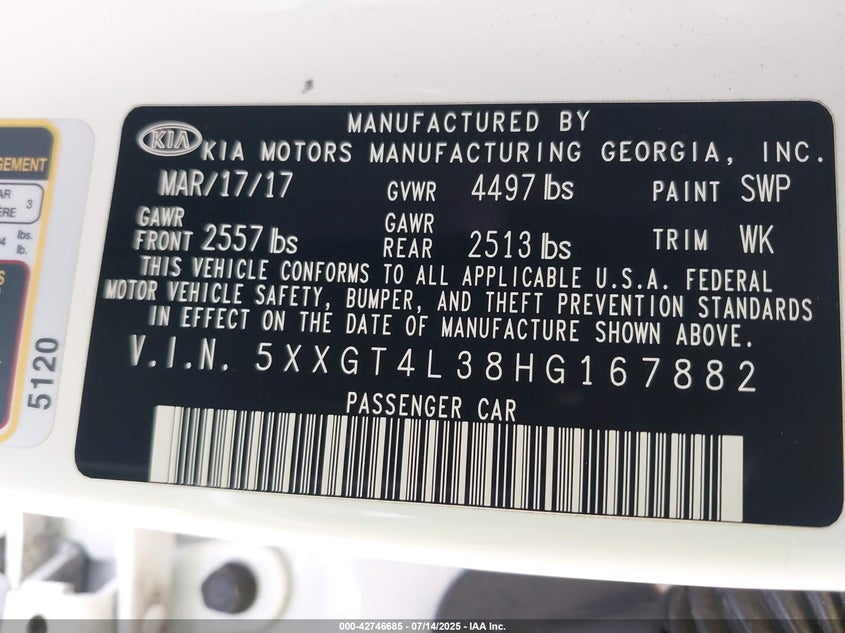 MANUFACTURED BY
KIA KIA MOTORS MANUFACTURING GEORGIA, INC.
MAR/17/17 GVWR 4497 lbs PAINT SWP
GAWR FRONT 2557 lbs GAWR REAR 2513 lbs TRIM WK
THIS VEHICLE CONFORMS TO ALL APPLICABLE U.S.A. FEDERAL
MOTOR VEHICLE SAFETY, BUMPER, AND THEFT PREVENTION STANDARDS
IN EFFECT ON THE DATE OF MANUFACTURE SHOWN ABOVE.
V.I.N. 5XXGT4L38HG167882
PASSENGER CAR
3
lbs.
lb.
5120
000-42746685 / 07/14/2025 - IAA Inc.